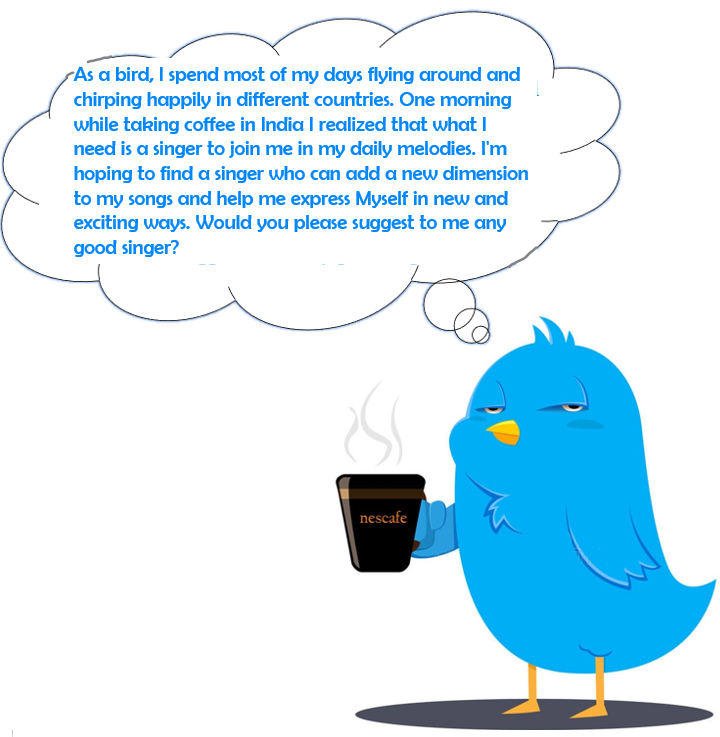 As a bird, I spend most of my days flying around and
chirping happily in different countries. One morning
while taking coffee in India I realized that what I
need is a singer to join me in my daily melodies. I'm
hoping to find a singer who can add a new dimension
to my songs and help me express Myself in new and
exciting ways. Would you please suggest to me any
good singer?
nescafe